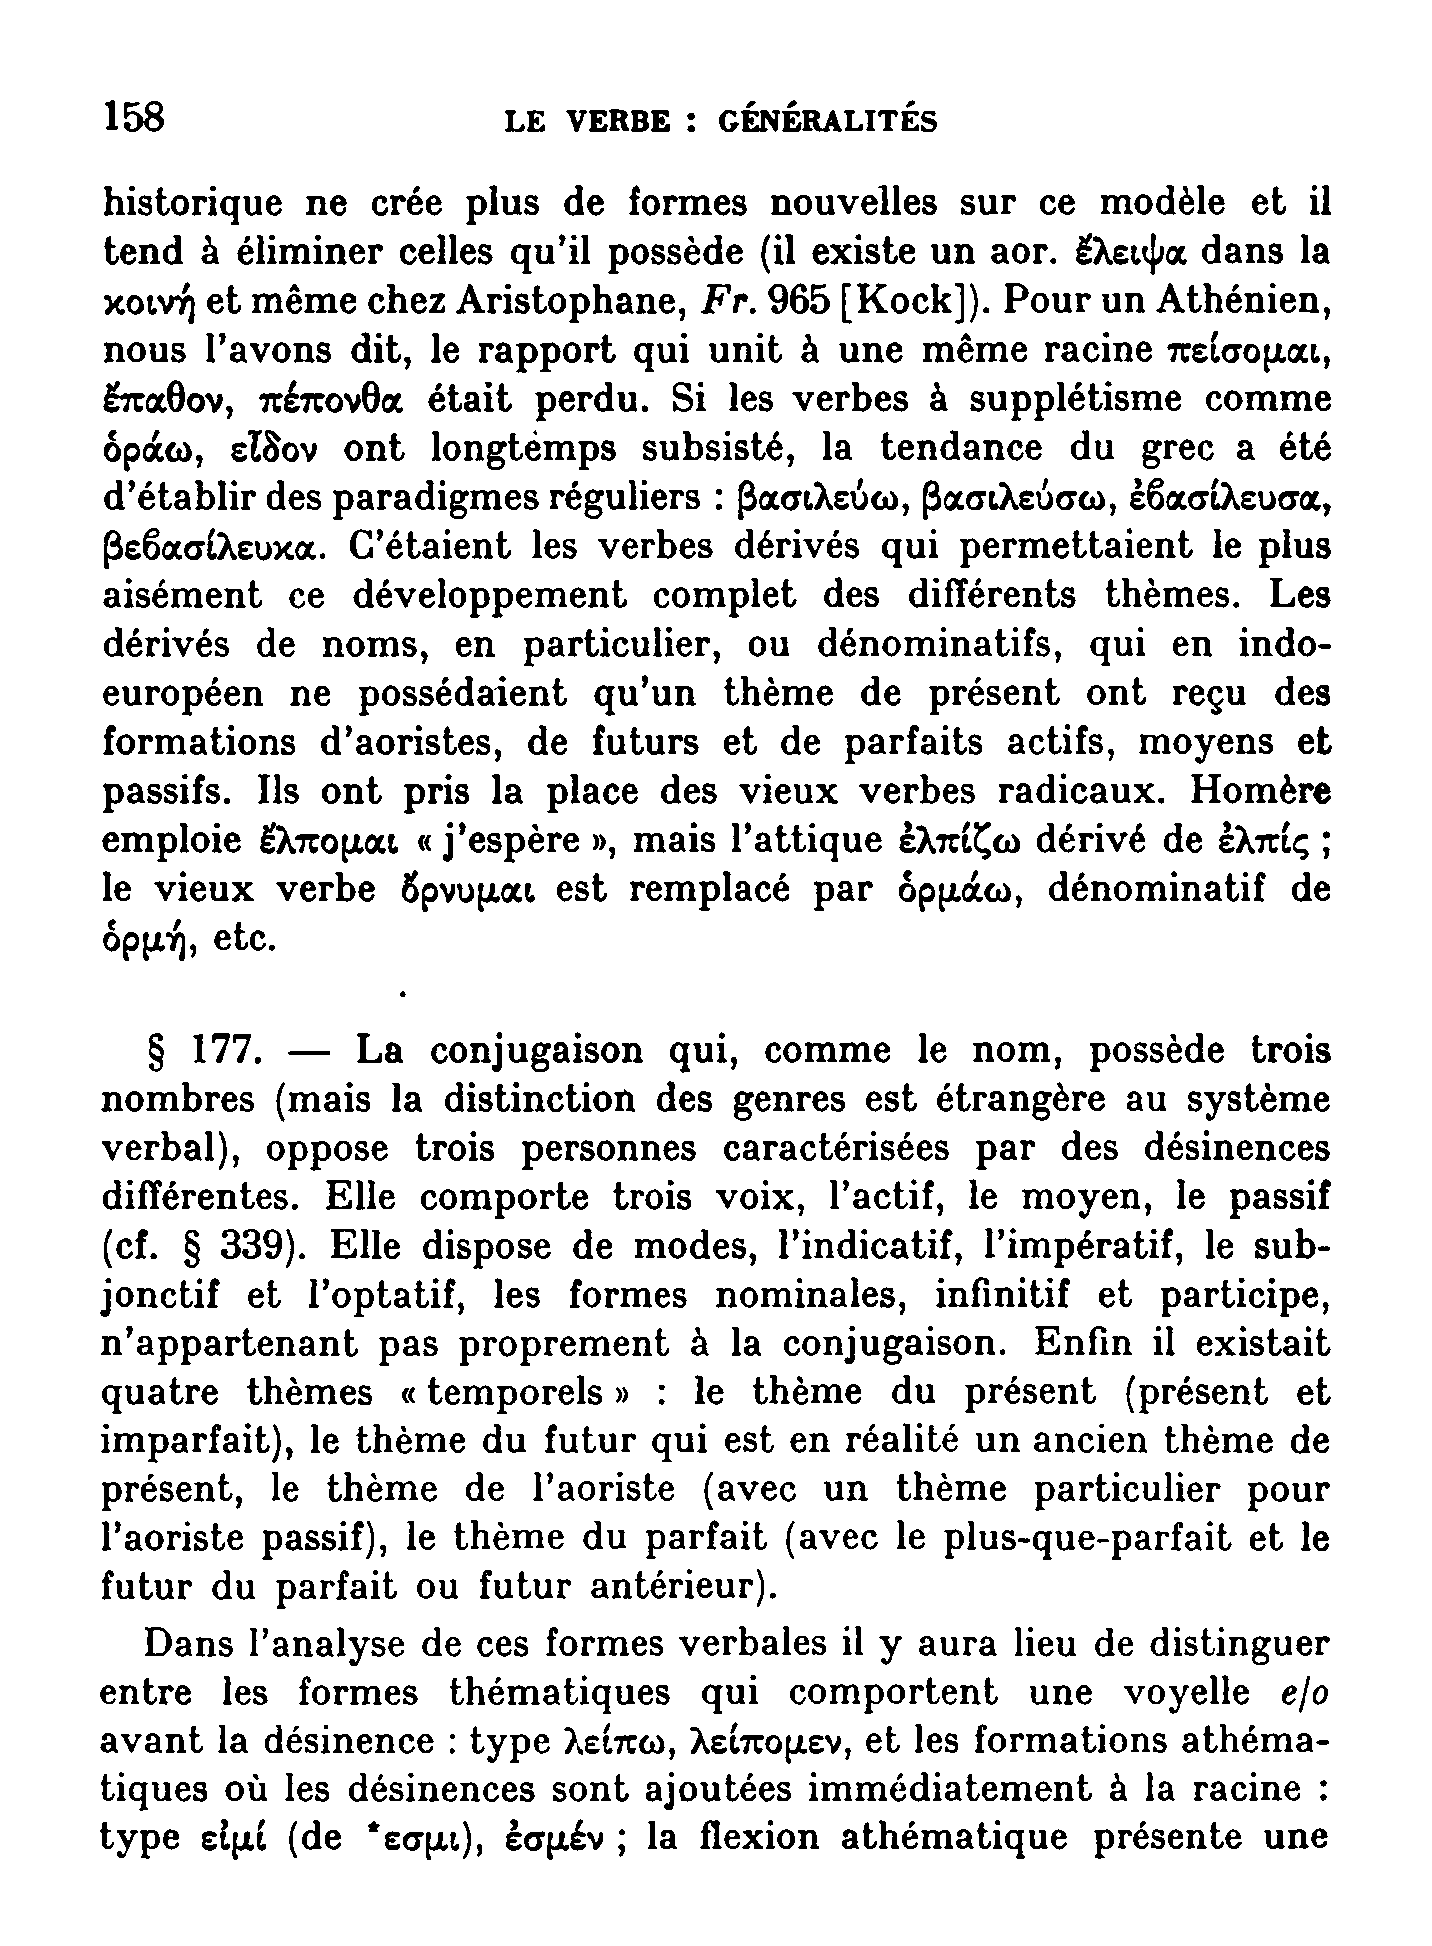 158 LE VERBE : GÉNÉRALITÉS
historique ne crée plus de formes nouvelles sur ce modèle et il
tend à éliminer celles qu’il possède (il existe un aor. ἔλειψα dans la
κοινή et même chez Aristophane, Fr. 965 [Kock]). Pour un Athénien,
nous l’avons dit, le rapport qui unit à une même racine πείσομαι,
ἔπαθον, πέπονθα était perdu. Si les verbes à supplétisme comme
ὁράω, εἶδον ont longtèmps subsisté, la tendance du grec a été
d’établir des paradigmes réguliers : βασιλεύω, βασιλεύσω, ἐϐασίλευσα,
βεϐασίλευκα. C’étaient les verbes dérivés qui permettaient le plus
aisément ce développement complet des différents thèmes. Les
dérivés de noms, en particulier, ou dénominatifs, qui en indo-
européen ne possédaient qu’un thème de présent ont reçu des
formations d’aoristes, de futurs et de parfaits actifs, moyens et
passifs. Ils ont pris la place des vieux verbes radicaux. Homère
emploie ἔλπομαι « j’espère », mais l’attique ἐλπίζω dérivé de ἐλπίς ;
le vieux verbe ὄρνυμαι est remplacé par ὁρμάω, dénominatif de
ὁρμή, etc.
§ 177. — La conjugaison qui, comme le nom, possède trois
nombres (mais la distinction des genres est étrangère au système
verbal), oppose trois personnes caractérisées par des désinences
différentes. Elle comporte trois voix, l’actif, le moyen, le passif
(cf. § 339). Elle dispose de modes, l’indicatif, l’impératif, le sub-
jonctif et l’optatif, les formes nominales, infinitif et participe,
n’appartenant pas proprement à la conjugaison. Enfin il existait
quatre thèmes « temporels » : le thème du présent (présent et
imparfait), le thème du futur qui est en réalité un ancien thème de
présent, le thème de l’aoriste (avec un thème particulier pour
l’aoriste passif), le thème du parfait (avec le plus-que-parfait et le
futur du parfait ou futur antérieur).
Dans l’analyse de ces formes verbales il y aura lieu de distinguer
entre les formes thématiques qui comportent une voyelle e/o
avant la désinence : type λείπω, λείπομεν, et les formations athéma-
tiques où les désinences sont ajoutées immédiatement à la racine :
type εἰμί (de *εσμι), ἐσμέν ; la flexion athématique présente une